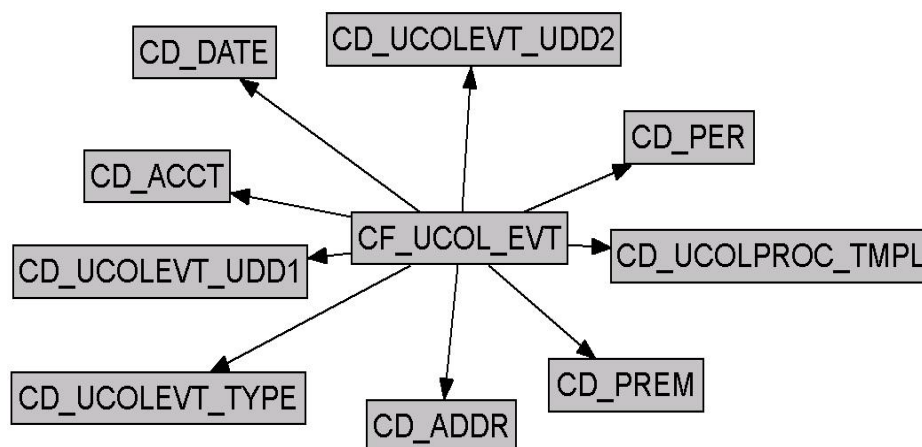 CD_DATE
CD_UCOLEVT_UDD2
CD_PER
CD_ACCT
CF_UCOL_EVT
CD_UCOLEVT_UDD1
CD_UCOLPROC_TMPL
CD_UCOLEVT_TYPE
CD_PREM
CD_ADDR